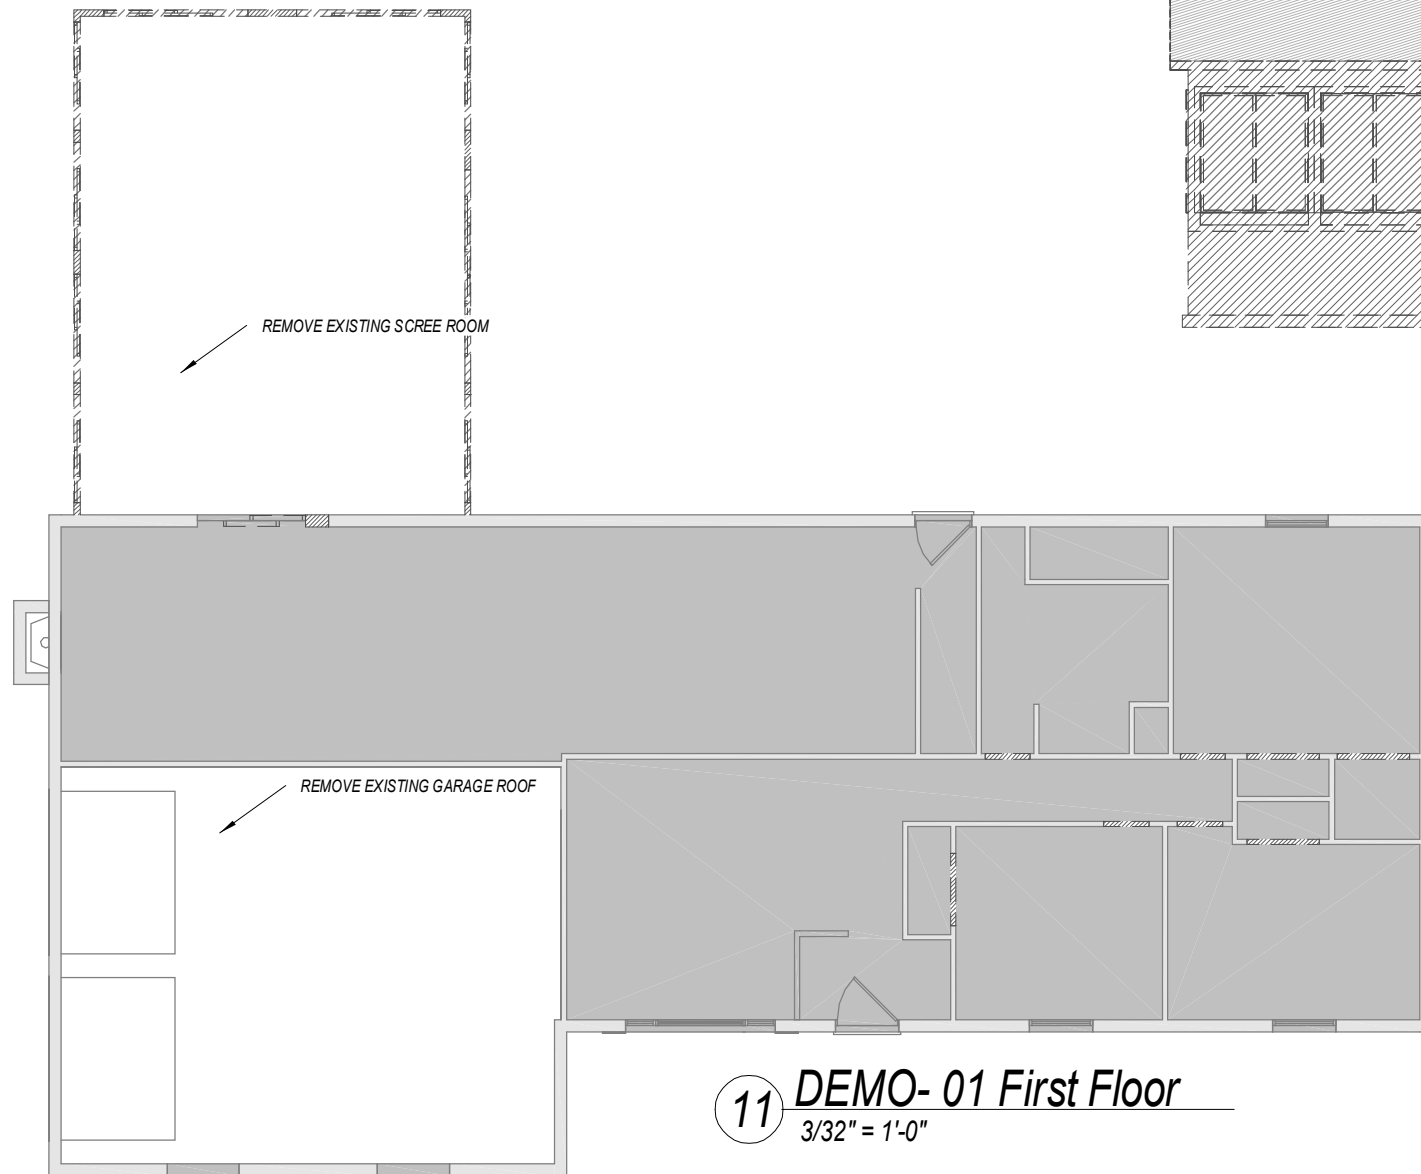 REMOVE EXISTING SCREE ROOM
REMOVE EXISTING GARAGE ROOF
11 DEMO- 01 First Floor
3/32" = 1'-0"